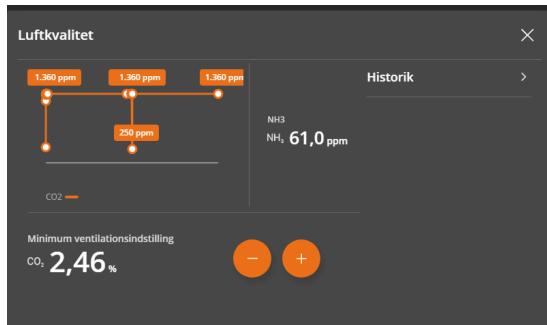 Luftkvalitet
1.360 ppm 1.360 ppm 1.360 ppm
Historik
250 ppm
NH3
NH₃ 61,0 ppm
CO2
Minimum ventilationsindstilling
CO₂ 2,46 %